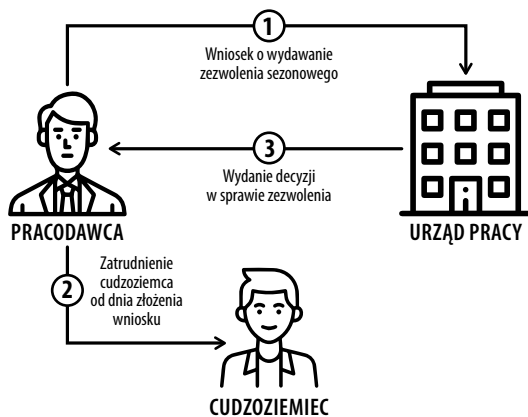 1
Wniosek o wydawanie
zezwolenia sezonowego
3
Wydanie decyzji
w sprawie zezwolenia
PRACODAWCA
URZĄD PRACY
2
Zatrudnienie
cudzoziemca
od dnia złożenia
wniosku
CUDZOZIEMIEC